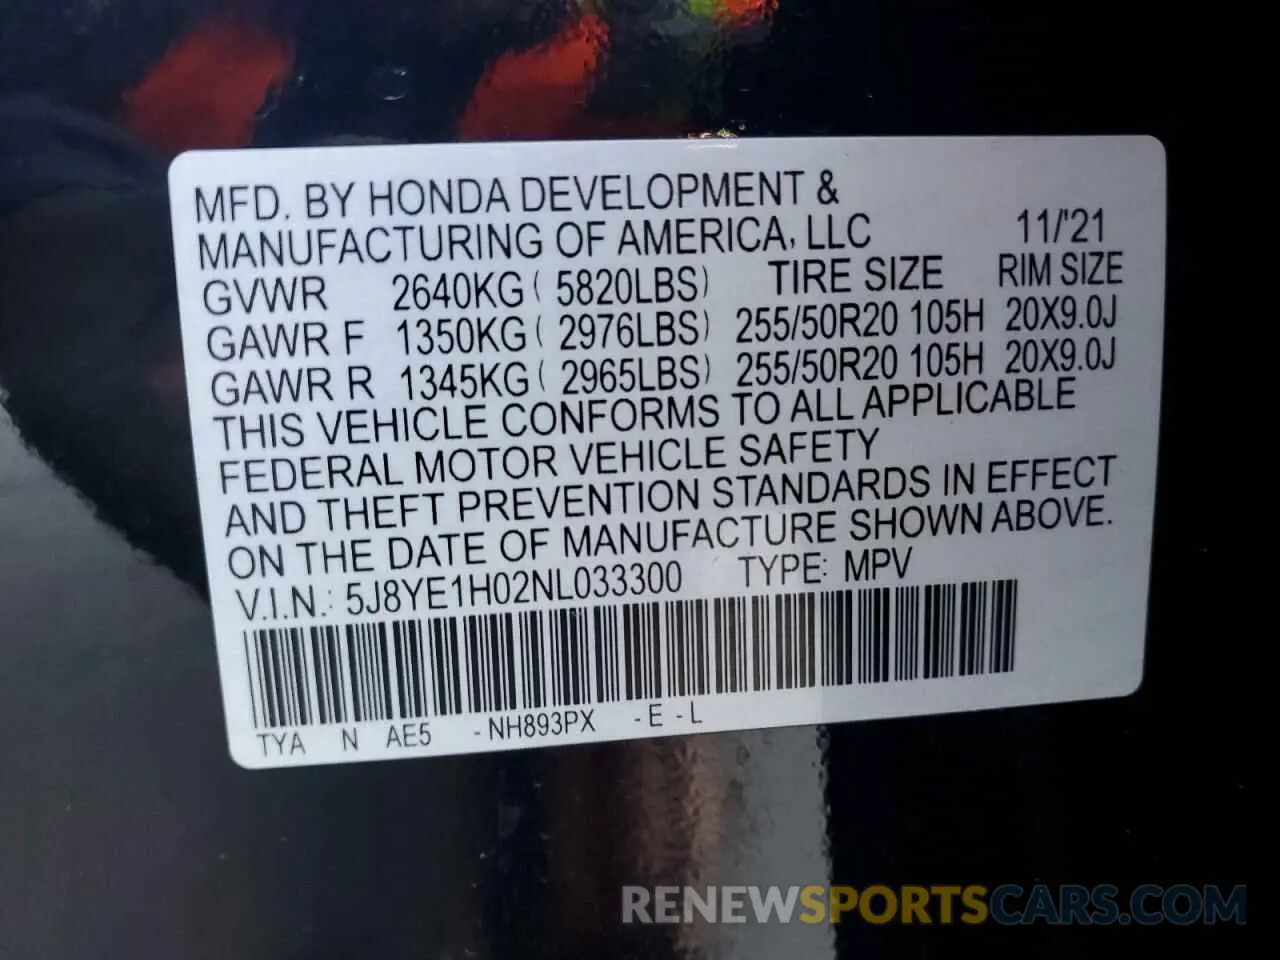 MFD. BY HONDA DEVELOPMENT &
MANUFACTURING OF AMERICA, LLC 11/'21
GVWR 2640KG ( 5820LBS) TIRE SIZE RIM SIZE
GAWR F 1350KG ( 2976LBS) 255/50R20 105H 20X9.0J
GAWR R 1345KG ( 2965LBS) 255/50R20 105H 20X9.0J
THIS VEHICLE CONFORMS TO ALL APPLICABLE
FEDERAL MOTOR VEHICLE SAFETY
AND THEFT PREVENTION STANDARDS IN EFFECT
ON THE DATE OF MANUFACTURE SHOWN ABOVE.
V.I.N.: 5J8YE1H02NL033300 TYPE: MPV
TYA N AE5 -NH893PX -E -L
RENEWSPORTSCARS.COM